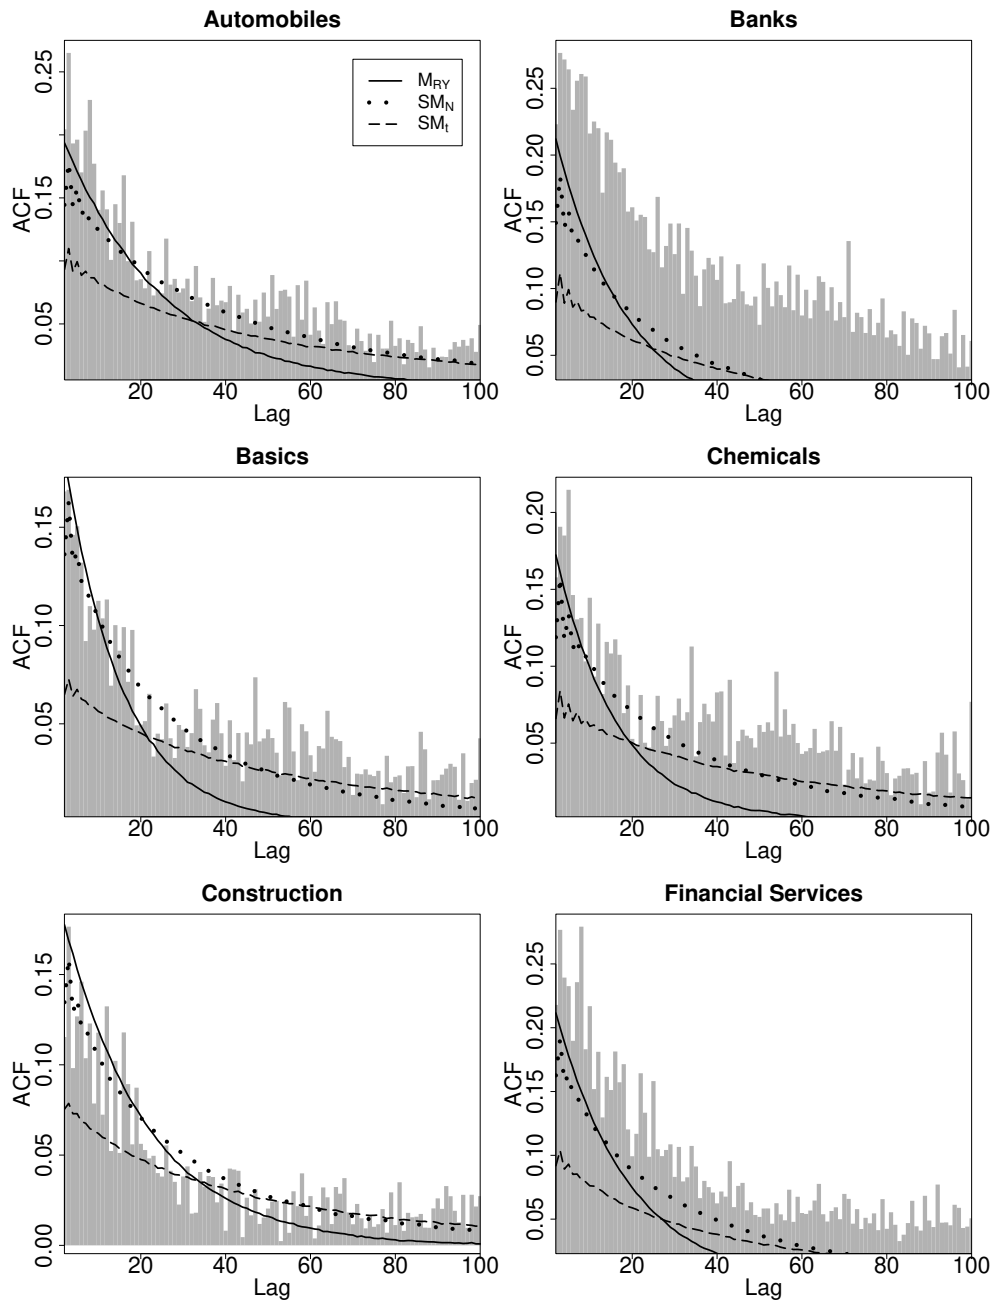 Automobiles
0.05 0.15 0.25
ACF
M_RY
SM_N
SM_t
20 40 60 80 100
Lag
Banks
0.05 0.10 0.15 0.20 0.25
ACF
20 40 60 80 100
Lag
Basics
0.05 0.10 0.15
ACF
20 40 60 80 100
Lag
Chemicals
0.05 0.10 0.15 0.20
ACF
20 40 60 80 100
Lag
Construction
0.00 0.05 0.10 0.15
ACF
20 40 60 80 100
Lag
Financial Services
0.05 0.10 0.15 0.20 0.25
ACF
20 40 60 80 100
Lag